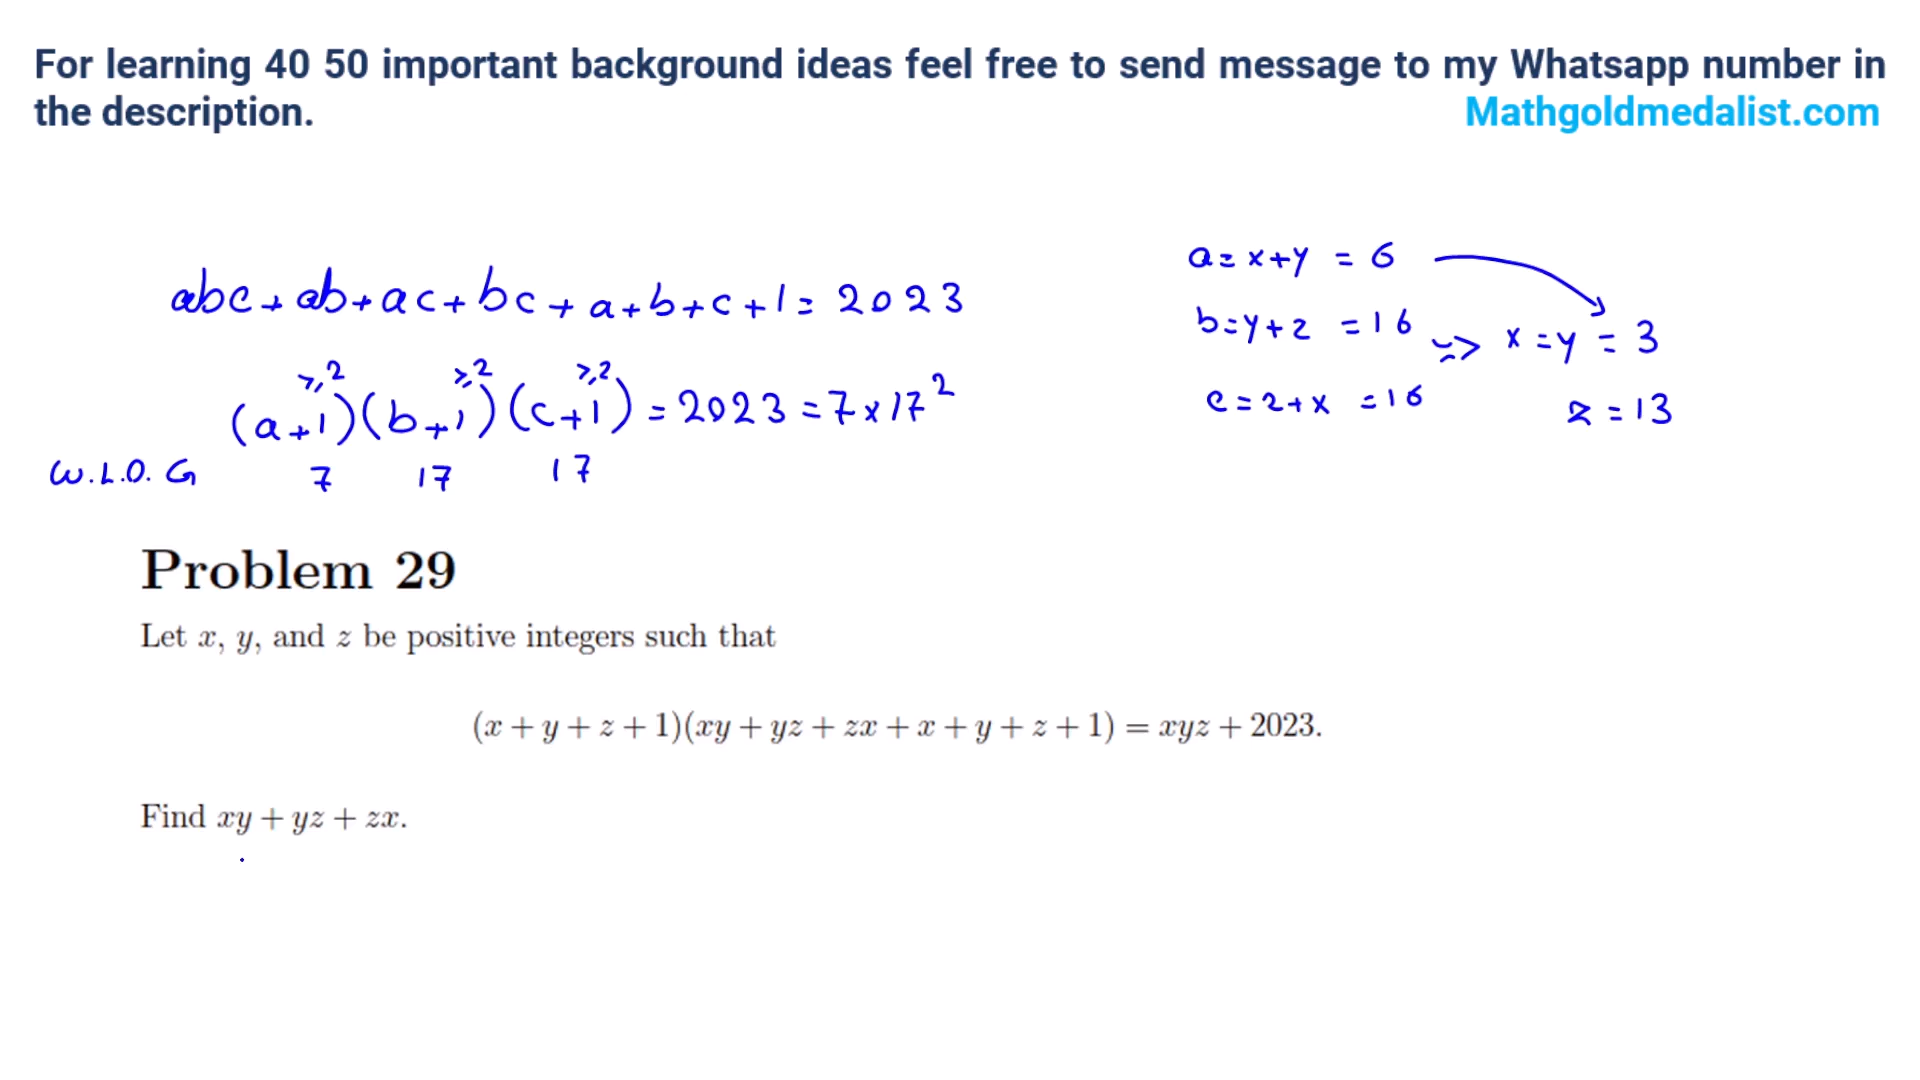 For learning 40 50 important background ideas feel free to send message to my Whatsapp number in
the description.
Mathgoldmedalist.com
abc+ab+ac+bc+a+b+c+1=2023
≥2 ≥2 ≥2
(a+1)(b+1)(c+1)=2023=7×17²
W.L.O.G 7 17 17
a=x+y=6
b=y+z=16 => x=y=3
c=z+x=16 z=13
Problem 29
Let x, y, and z be positive integers such that
(x + y + z + 1)(xy + yz + zx + x + y + z + 1) = xyz + 2023.
Find xy + yz + zx.